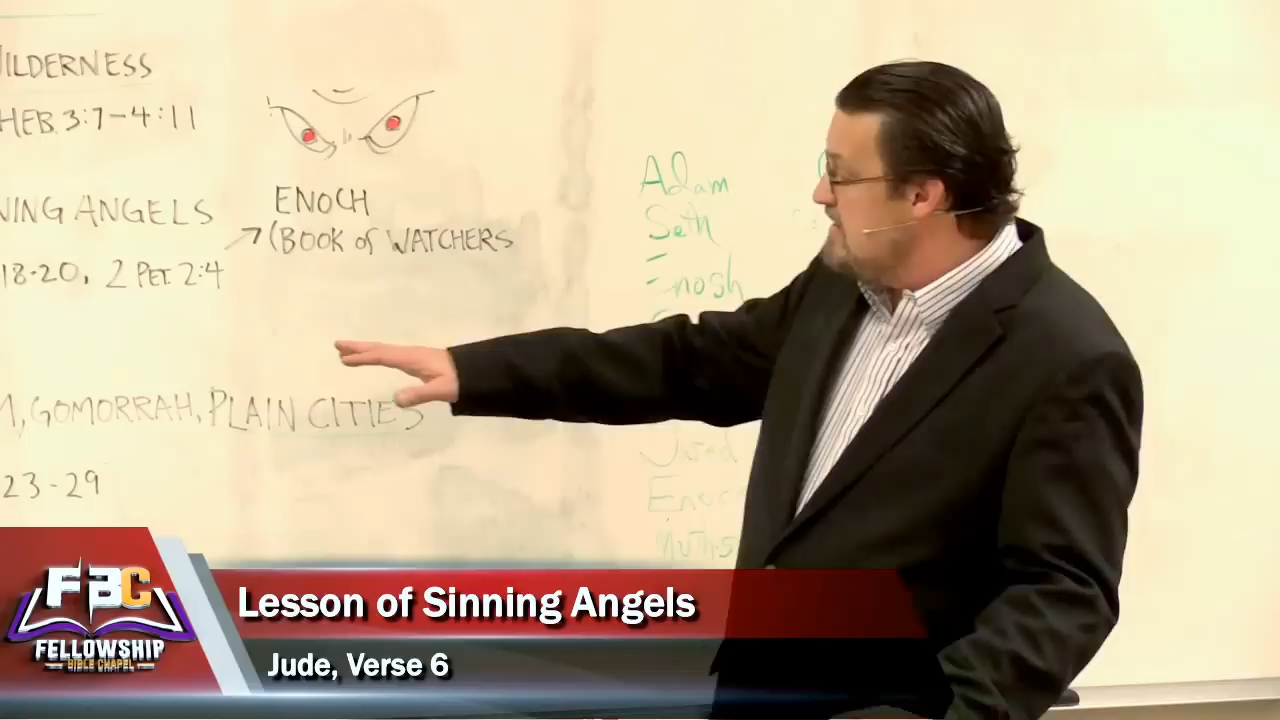 ILDERNESS
HEB. 3:7-4:11
NING ANGELS
18-20, 2 PET. 2:4
M, GOMORRAH, PLAIN CITIES
23-29
ENOCH
(BOOK of WATCHERS
Adam
Seth
Enosh
Jared
FBC
FELLOWSHIP
BIBLE CHAPEL
Lesson of Sinning Angels
Jude, Verse 6